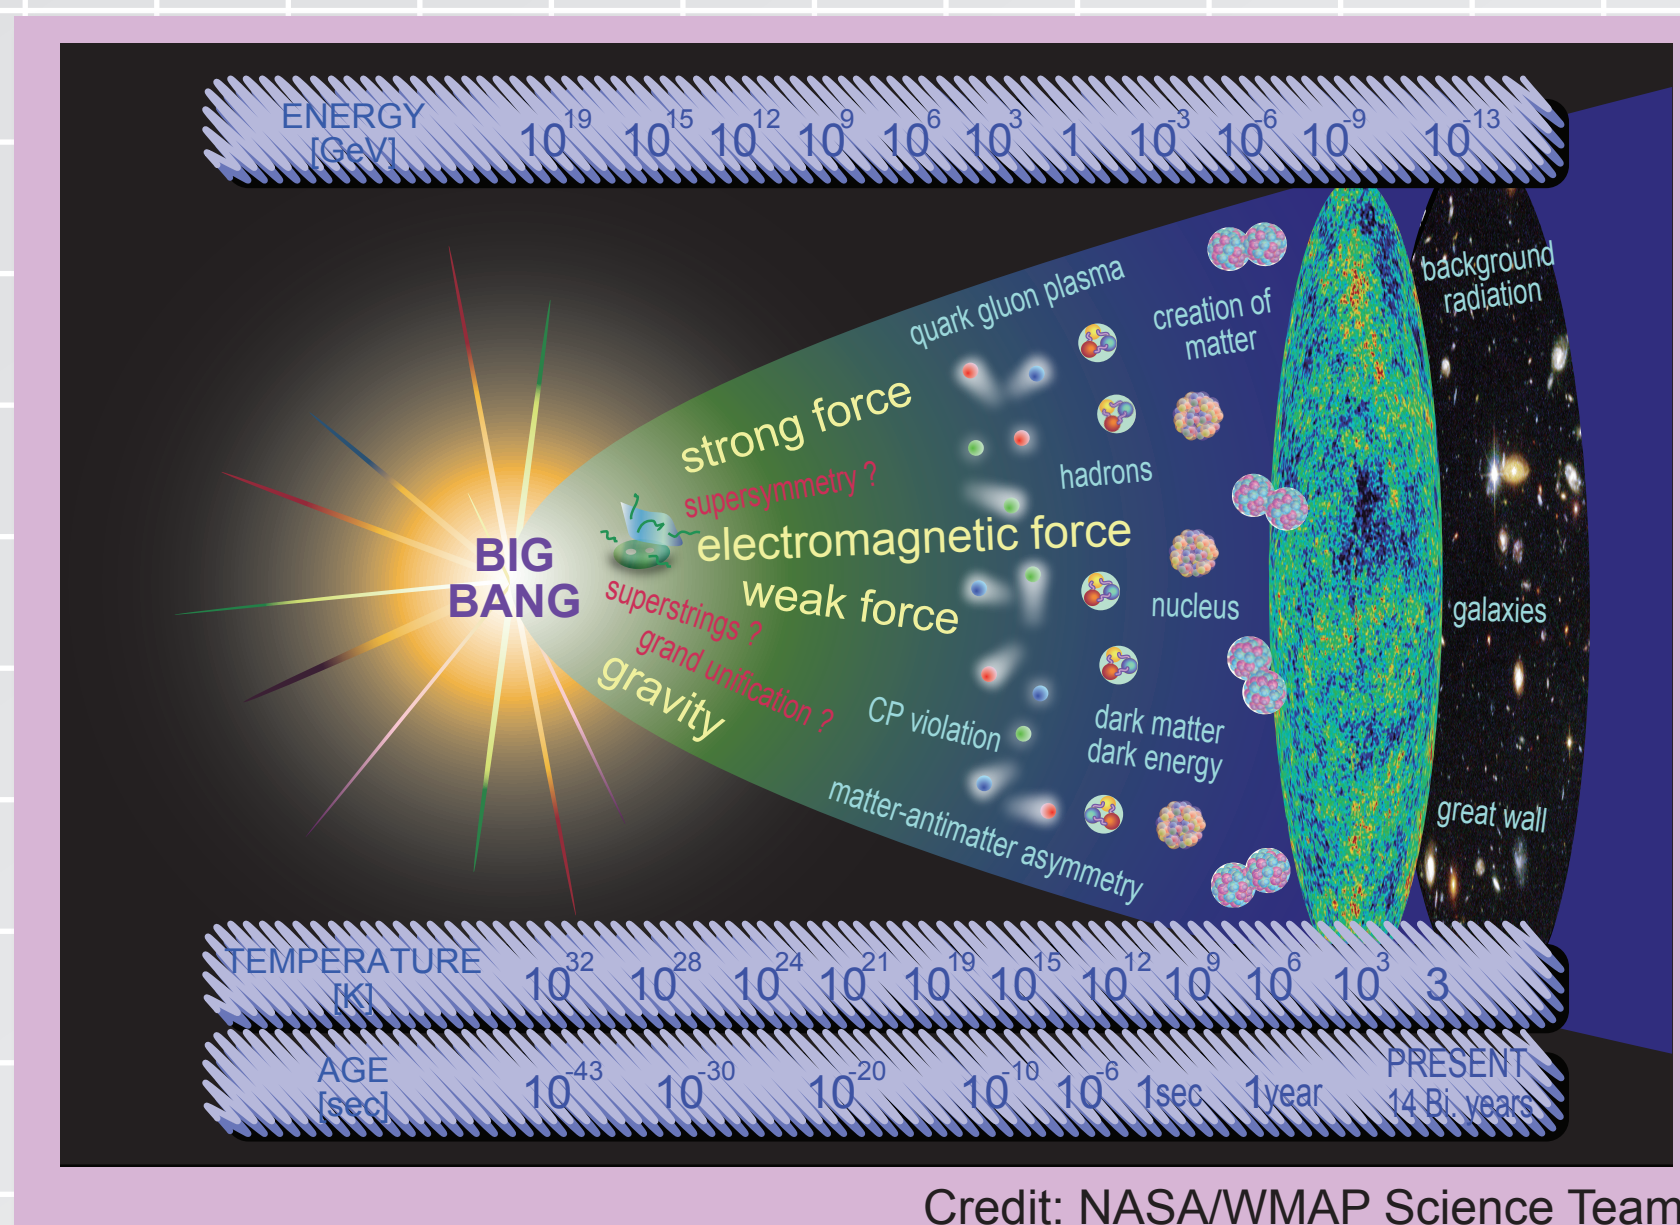 ENERGY
[GeV]
10^19 10^15 10^12 10^9 10^6 10^3 1 10^-3 10^-6 10^-9 10^-13
BIG
BANG
strong force
supersymmetry ?
electromagnetic force
weak force
superstrings ?
grand unification ?
gravity
quark gluon plasma
hadrons
CP violation
matter-antimatter asymmetry
creation of
matter
nucleus
dark matter
dark energy
background
radiation
galaxies
great wall
TEMPERATURE
[K]
10^32 10^28 10^24 10^21 10^19 10^15 10^12 10^9 10^6 10^3 3
AGE
[sec]
10^-43 10^-30 10^-20 10^-10 10^-6 1sec 1year
PRESENT
14 Bi. years
Credit: NASA/WMAP Science Team